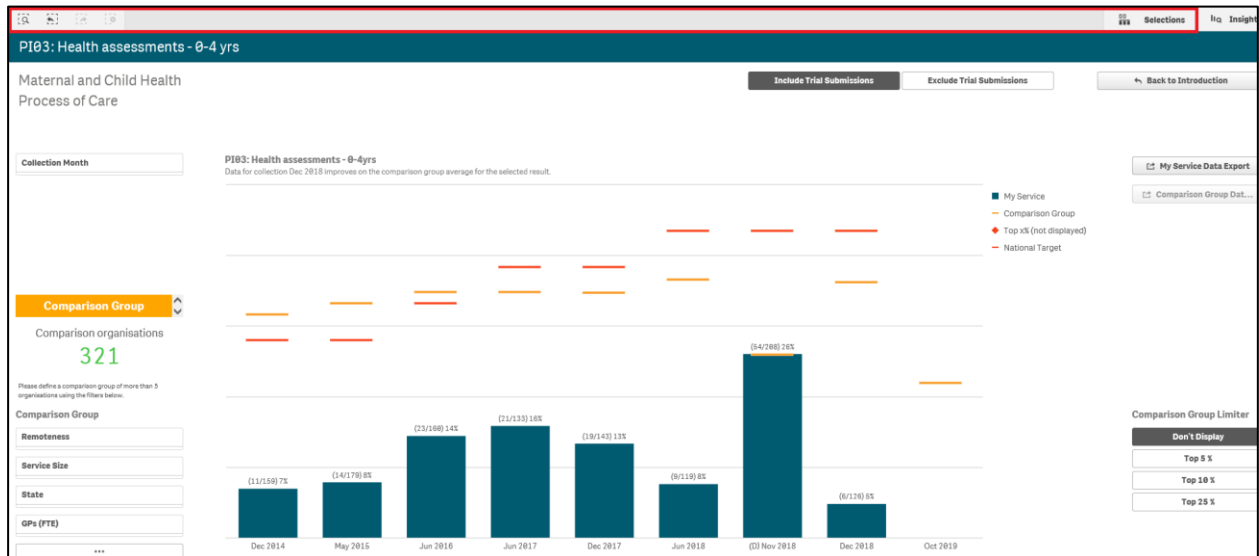 Selections
Insight
PI03: Health assessments - 0-4 yrs
Maternal and Child Health
Process of Care
Include Trial Submissions
Exclude Trial Submissions
Back to Introduction
Collection Month
PI03: Health assessments - 0-4yrs
Data for collection Dec 2018 improves on the comparison group average for the selected result.
My Service Data Export
Comparison Group Dat...
My Service
Comparison Group
Top x% (not displayed)
National Target
Comparison Group
Comparison organisations
321
Please define a comparison group of more than 5
organisations using the filters below.
Comparison Group
Remoteness
Service Size
State
GPs (FTE)
...
(11/159) 7%
(14/179) 8%
(23/160) 14%
(21/133) 16%
(19/143) 13%
(9/119) 8%
(54/208) 26%
(6/126) 5%
Dec 2014
May 2015
Jun 2016
Jun 2017
Dec 2017
Jun 2018
(D) Nov 2018
Dec 2018
Oct 2019
Comparison Group Limiter
Don't Display
Top 5 %
Top 10 %
Top 25 %